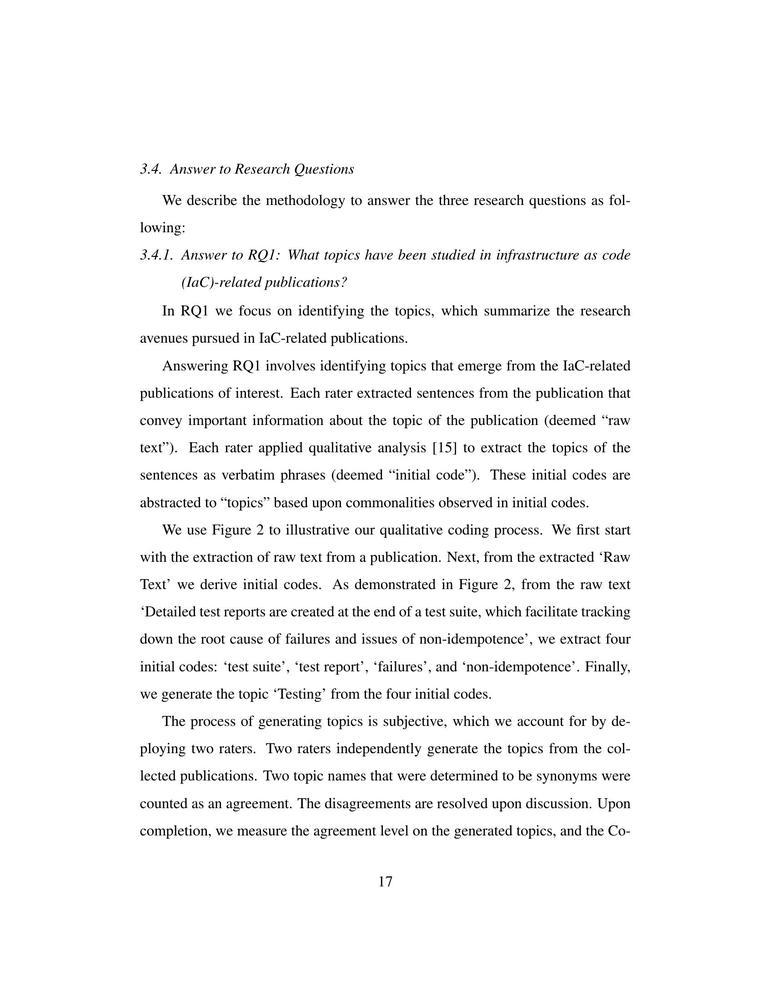 3.4. Answer to Research Questions
We describe the methodology to answer the three research questions as fol-
lowing:
3.4.1. Answer to RQ1: What topics have been studied in infrastructure as code
(IaC)-related publications?
In RQ1 we focus on identifying the topics, which summarize the research
avenues pursued in IaC-related publications.
Answering RQ1 involves identifying topics that emerge from the IaC-related
publications of interest. Each rater extracted sentences from the publication that
convey important information about the topic of the publication (deemed “raw
text”). Each rater applied qualitative analysis [15] to extract the topics of the
sentences as verbatim phrases (deemed “initial code”). These initial codes are
abstracted to “topics” based upon commonalities observed in initial codes.
We use Figure 2 to illustrative our qualitative coding process. We first start
with the extraction of raw text from a publication. Next, from the extracted ‘Raw
Text’ we derive initial codes. As demonstrated in Figure 2, from the raw text
‘Detailed test reports are created at the end of a test suite, which facilitate tracking
down the root cause of failures and issues of non-idempotence’, we extract four
initial codes: ‘test suite’, ‘test report’, ‘failures’, and ‘non-idempotence’. Finally,
we generate the topic ‘Testing’ from the four initial codes.
The process of generating topics is subjective, which we account for by de-
ploying two raters. Two raters independently generate the topics from the col-
lected publications. Two topic names that were determined to be synonyms were
counted as an agreement. The disagreements are resolved upon discussion. Upon
completion, we measure the agreement level on the generated topics, and the Co-
17